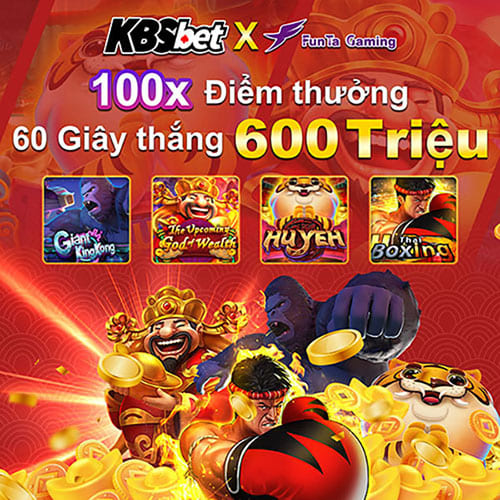 KBSbet X FunTa Gaming
100x Điểm thưởng
60 Giây thắng 600 Triệu
Giant King Kong
The Upcoming God of Wealth
HUYEH
Thai Boxing